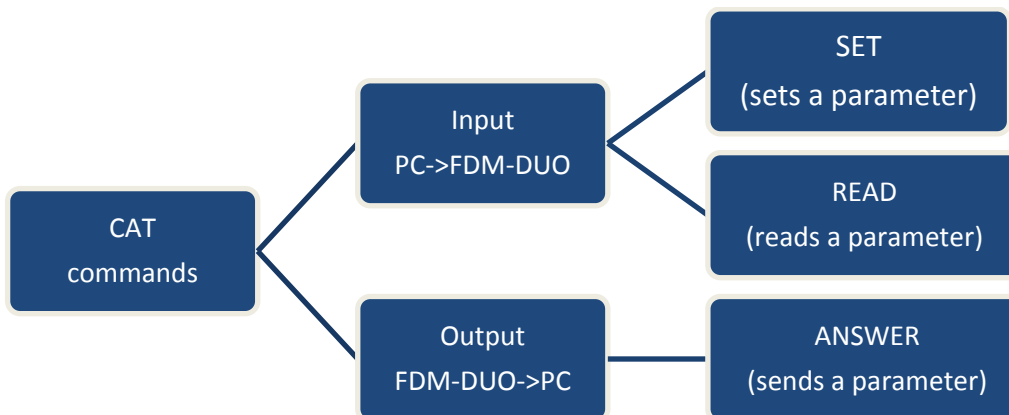 CAT
commands
Input
PC->FDM-DUO
SET
(sets a parameter)
READ
(reads a parameter)
Output
FDM-DUO->PC
ANSWER
(sends a parameter)